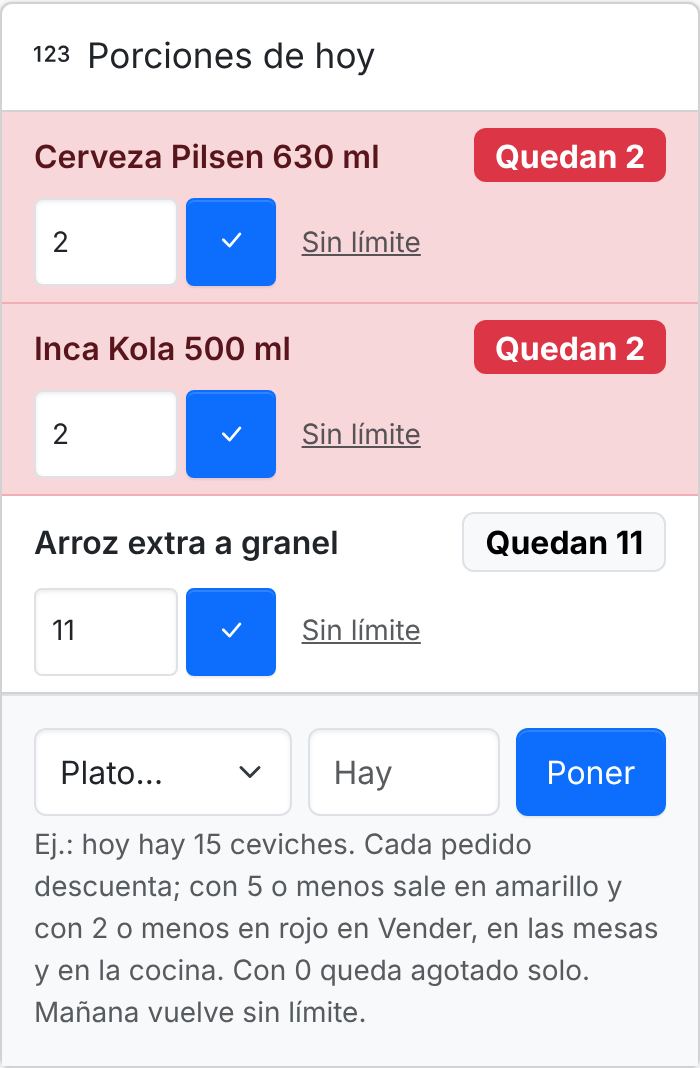 123 Porciones de hoy
Cerveza Pilsen 630 ml Quedan 2
2 Sin límite
Inca Kola 500 ml Quedan 2
2 Sin límite
Arroz extra a granel Quedan 11
11 Sin límite
Plato... Hay Poner
Ej.: hoy hay 15 ceviches. Cada pedido
descuenta; con 5 o menos sale en amarillo y
con 2 o menos en rojo en Vender, en las mesas
y en la cocina. Con 0 queda agotado solo.
Mañana vuelve sin límite.